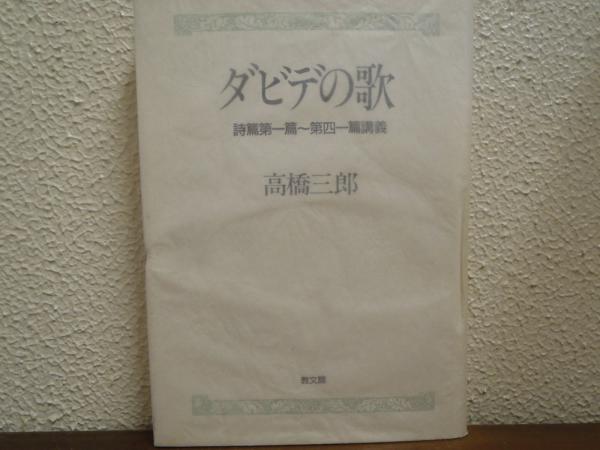 ダビデの歌
詩篇第一篇～第四一篇講義
高橋三郎
教文館